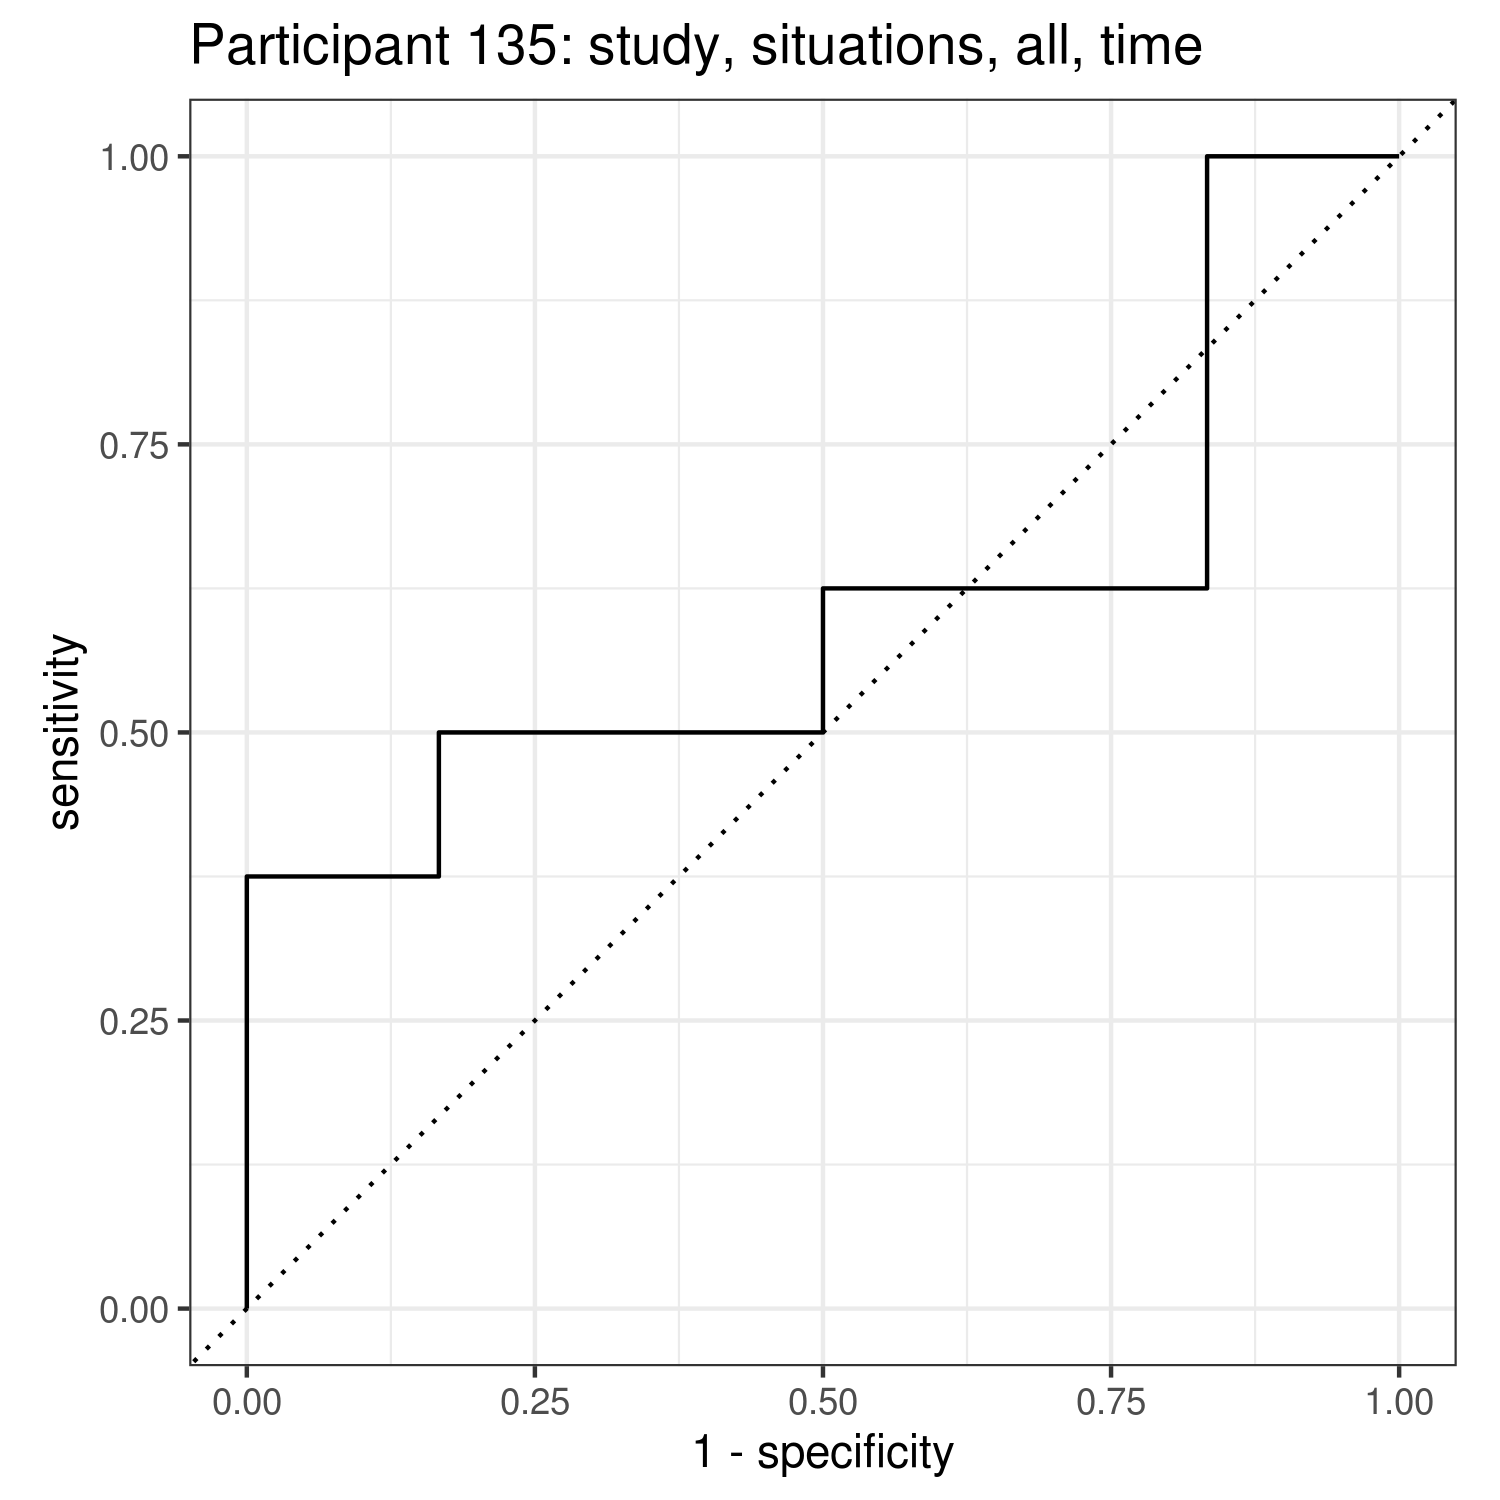 Participant 135: study, situations, all, time
1.00
0.75
0.50
0.25
0.00
sensitivity
0.00 0.25 0.50 0.75 1.00
1 - specificity